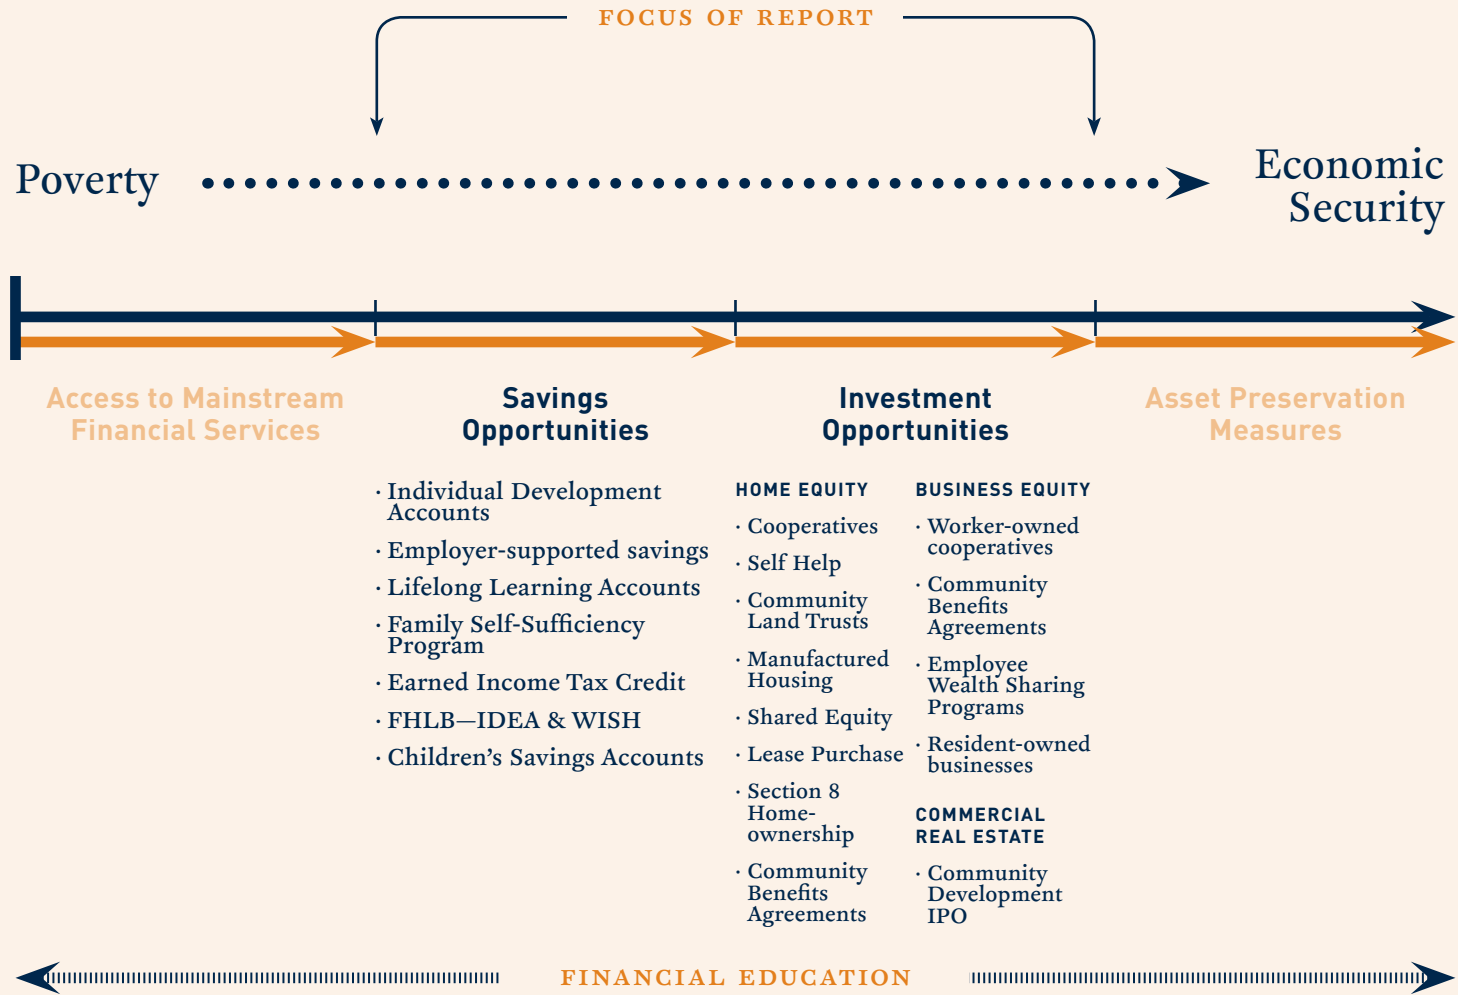 FOCUS OF REPORT
Poverty
Economic
Security
Access to Mainstream
Financial Services
Savings
Opportunities
· Individual Development
Accounts
· Employer-supported savings
· Lifelong Learning Accounts
· Family Self-Sufficiency
Program
· Earned Income Tax Credit
· FHLB—IDEA & WISH
· Children’s Savings Accounts
Investment
Opportunities
HOME EQUITY
· Cooperatives
· Self Help
· Community
Land Trusts
· Manufactured
Housing
· Shared Equity
· Lease Purchase
· Section 8
Home-
ownership
· Community
Benefits
Agreements
BUSINESS EQUITY
· Worker-owned
cooperatives
· Community
Benefits
Agreements
· Employee
Wealth Sharing
Programs
· Resident-owned
businesses
COMMERCIAL
REAL ESTATE
· Community
Development
IPO
Asset Preservation
Measures
FINANCIAL EDUCATION